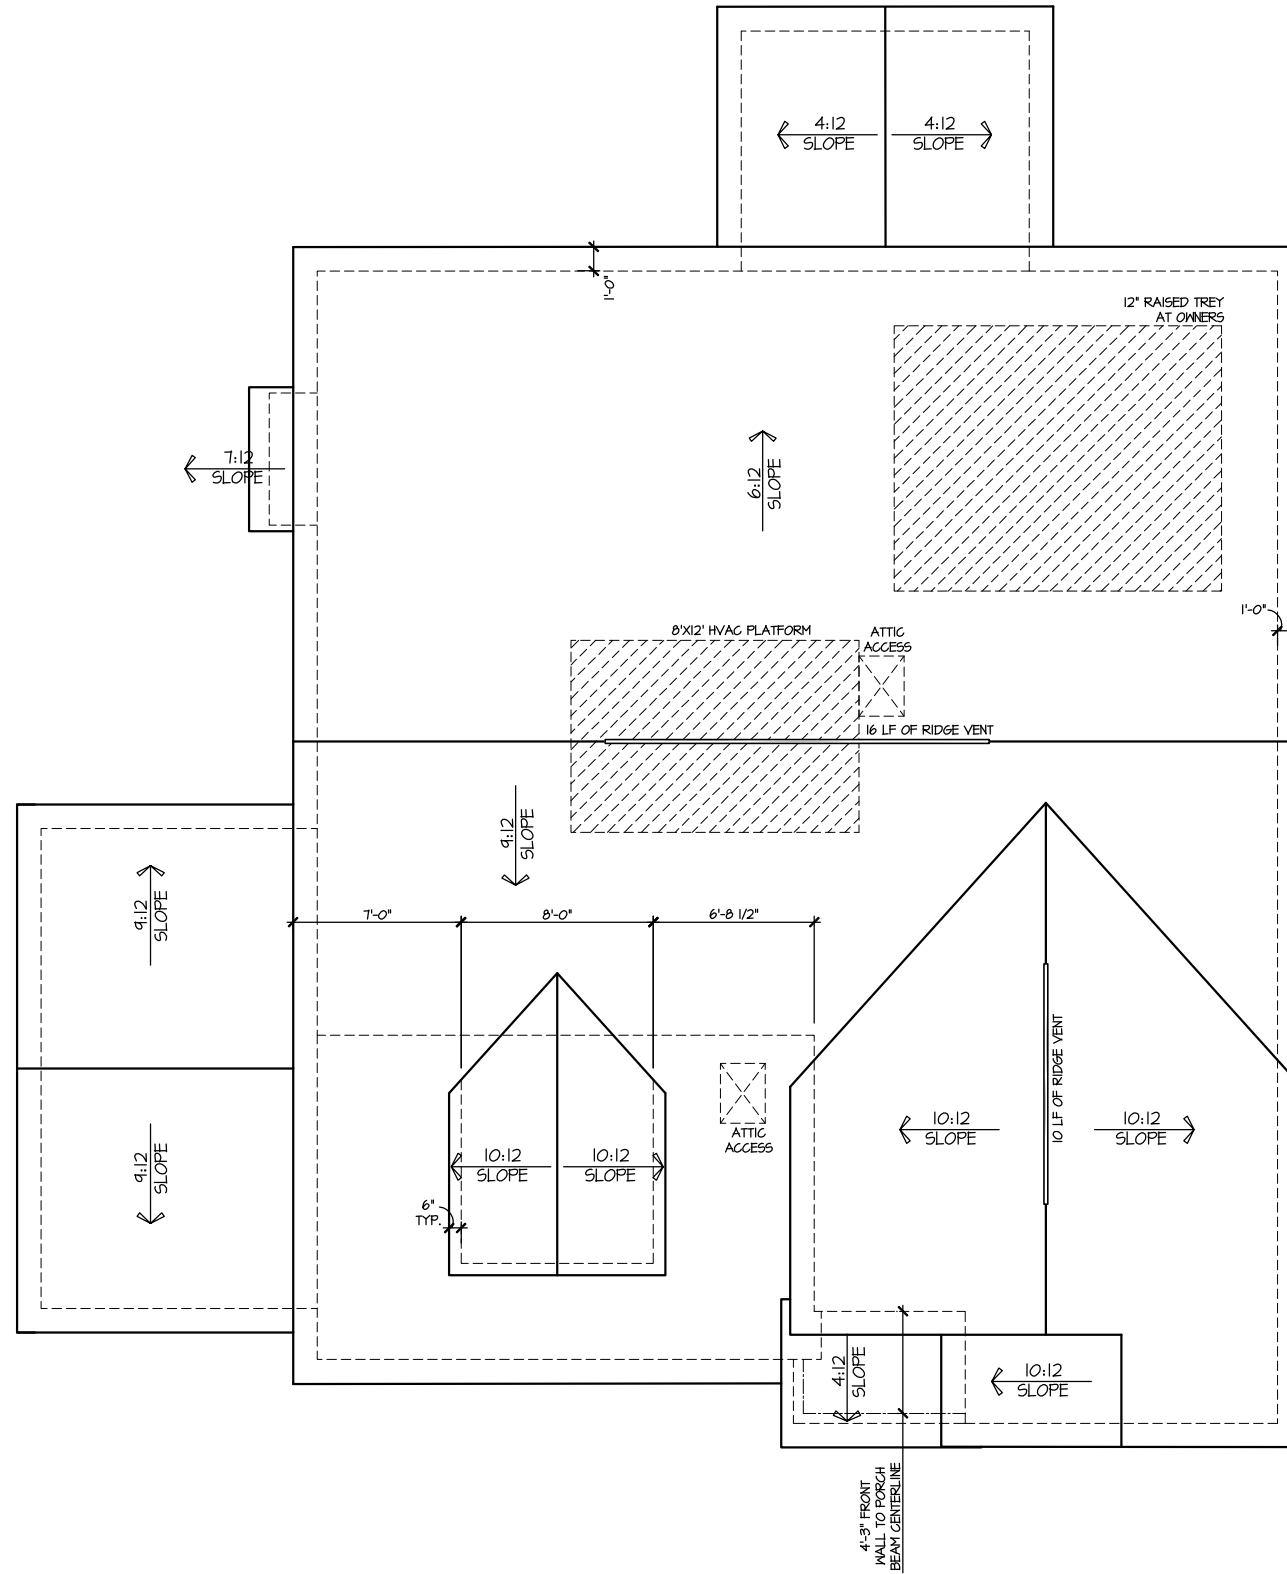 4:12
SLOPE
4:12
SLOPE
1'-0"
12" RAISED TREY
AT OWNERS
7:12
SLOPE
6:12
SLOPE
1'-0"
8'X12' HVAC PLATFORM
ATTIC
ACCESS
16 LF OF RIDGE VENT
9:12
SLOPE
9:12
SLOPE
7'-0"
8'-0"
6'-8 1/2"
10 LF OF RIDGE VENT
10:12
SLOPE
10:12
SLOPE
ATTIC
ACCESS
9:12
SLOPE
10:12
SLOPE
10:12
SLOPE
6"
TYP.
4:12
SLOPE
10:12
SLOPE
4'-3" FRONT
WALL TO PORCH
BEAM CENTERLINE